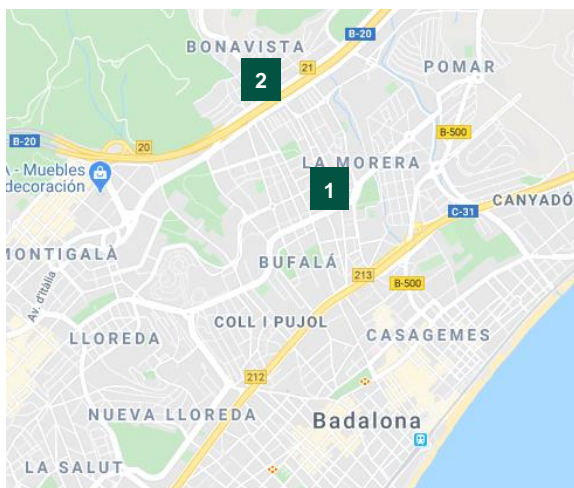 B-20
BONAVISTA
21
POMAR
2
B-500
B-20
20
LA MORERA
A - Muebles
decoración
1
CANYADÓ
C-31
MONTIGALÀ
BUFALÁ
213
B-500
Av. d'Itàlia
COLL I PUJOL
LLOREDA
CASAGEMES
212
NUEVA LLOREDA
Badalona
LA SALUT